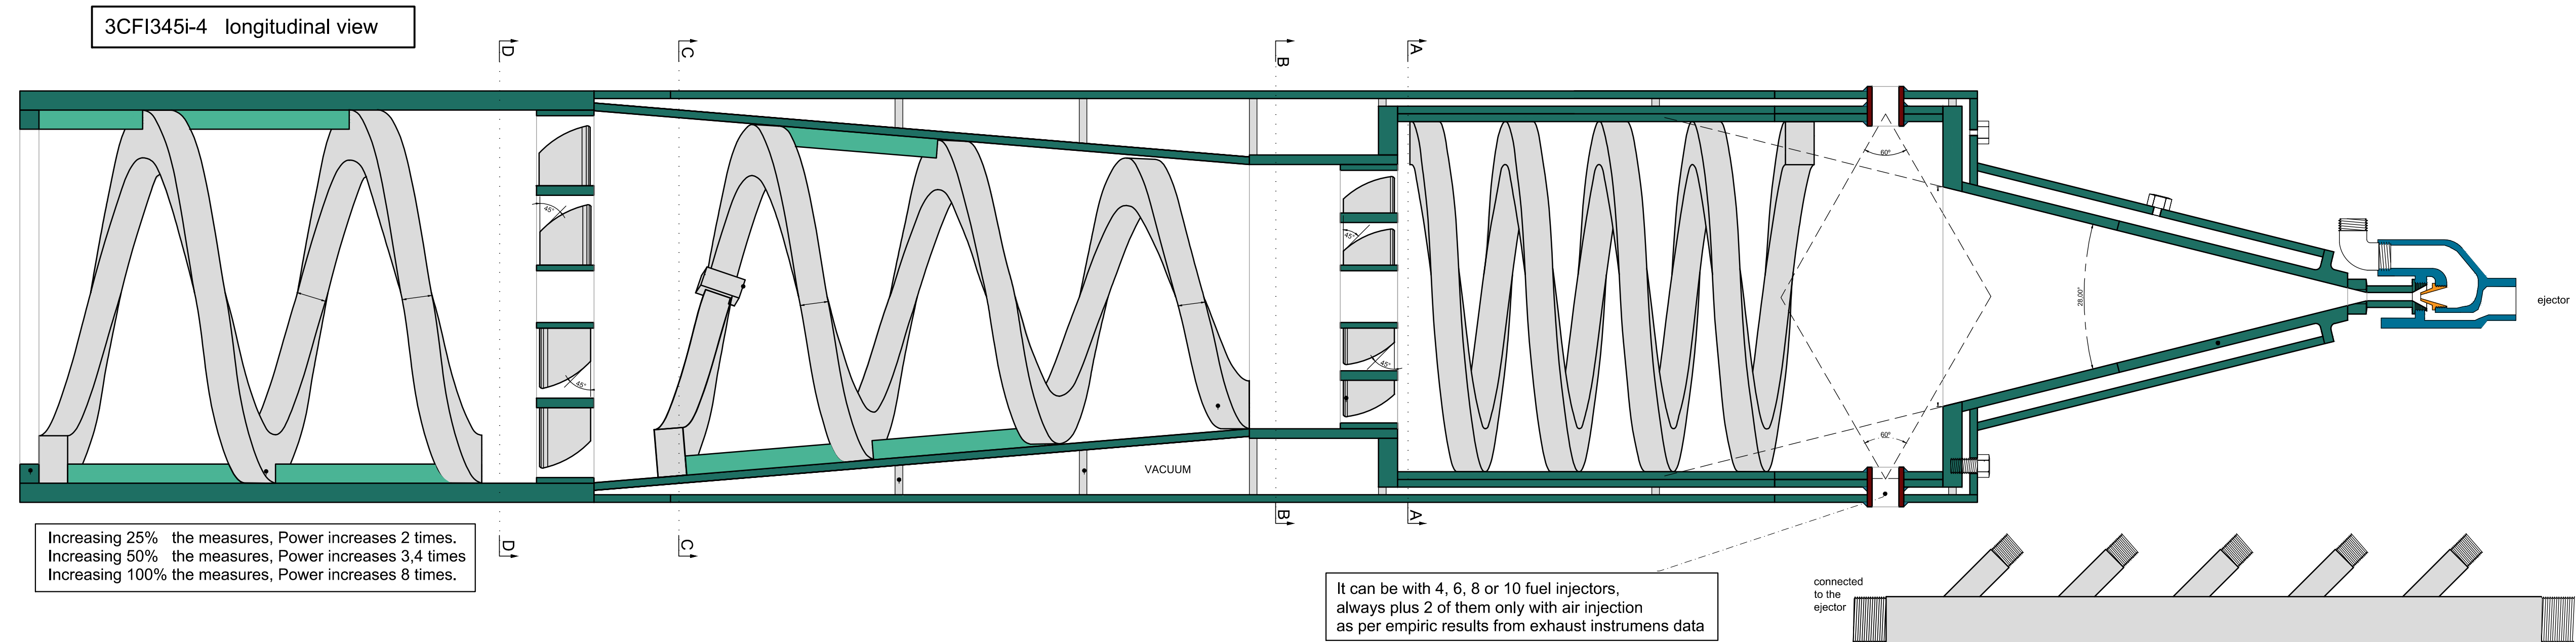 3CFI345i-4 longitudinal view
D
C
B
A
45°
45°
45°
45°
60°
60°
28,00°
ejector
VACUUM
D
C
B
A
Increasing 25% the measures, Power increases 2 times.
Increasing 50% the measures, Power increases 3,4 times
Increasing 100% the measures, Power increases 8 times.
It can be with 4, 6, 8 or 10 fuel injectors,
always plus 2 of them only with air injection
as per empiric results from exhaust instrumens data
connected
to the
ejector